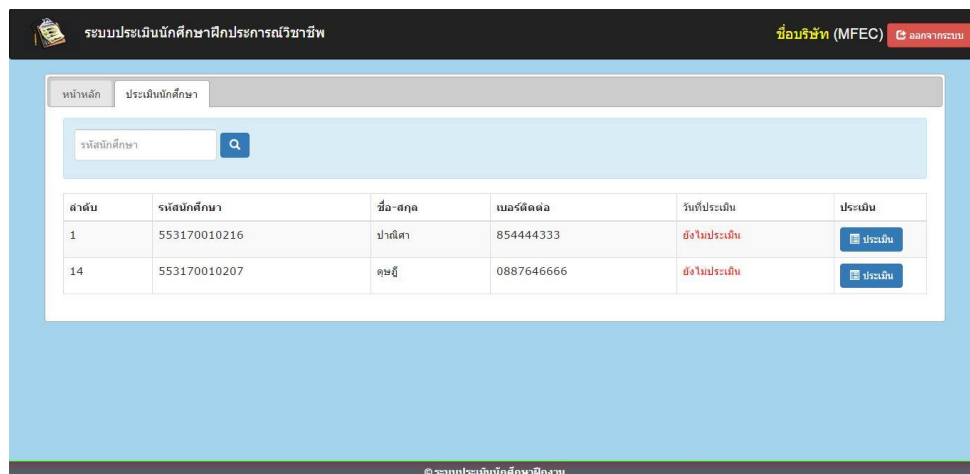 ระบบประเมินนักศึกษาฝึกประการณ์วิชาชีพ ชื่อบริษัท (MFEC) ออกจากระบบ
หน้าหลัก ประเมินนักศึกษา
รหัสนักศึกษา
ลำดับ รหัสนักศึกษา ชื่อ-สกุล เบอร์ติดต่อ วันที่ประเมิน ประเมิน
1 553170010216 ปาณิศา 854444333 ยังไม่ประเมิน ประเมิน
14 553170010207 ดุษฎี 0887646666 ยังไม่ประเมิน ประเมิน
© ระบบประเมินนักศึกษาฝึกงาน